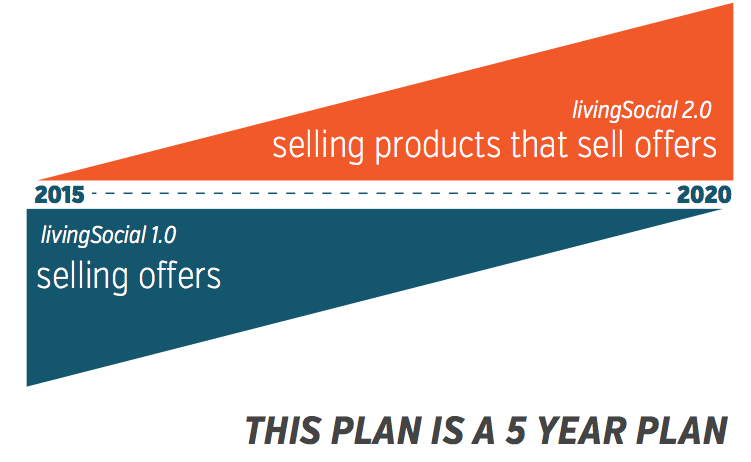 livingSocial 2.0
selling products that sell offers
2015 2020
livingSocial 1.0
selling offers
THIS PLAN IS A 5 YEAR PLAN